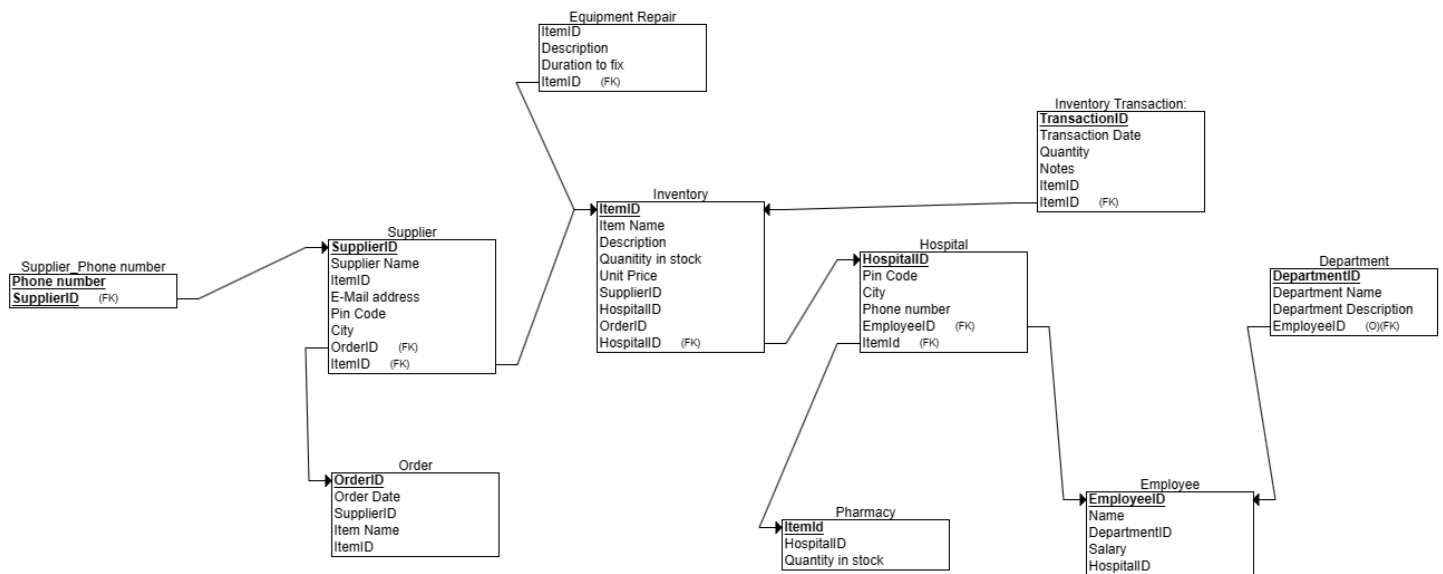 Equipment Repair
ItemID
Description
Duration to fix
ItemID (FK)
Inventory Transaction:
TransactionID
Transaction Date
Quantity
Notes
ItemID
ItemID (FK)
Inventory
ItemID
Item Name
Description
Quanitity in stock
Unit Price
SupplierID
HospitalID
OrderID
HospitalID (FK)
Supplier
SupplierID
Supplier Name
ItemID
E-Mail address
Pin Code
City
OrderID (FK)
ItemID (FK)
Supplier_Phone number
Phone number
SupplierID (FK)
Hospital
HospitalID
Pin Code
City
Phone number
EmployeeID (FK)
ItemId (FK)
Department
DepartmentID
Department Name
Department Description
EmployeeID (O)(FK)
Order
OrderID
Order Date
SupplierID
Item Name
ItemID
Pharmacy
ItemId
HospitalID
Quantity in stock
Employee
EmployeeID
Name
DepartmentID
Salary
HospitalID